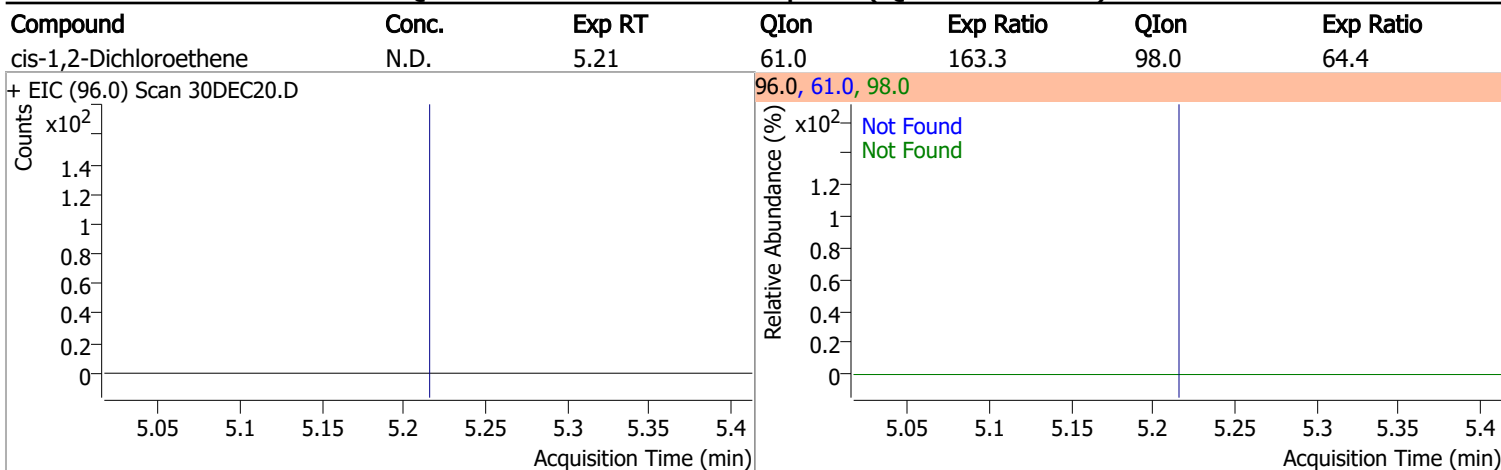 Compound Conc. Exp RT QIon Exp Ratio QIon Exp Ratio
cis-1,2-Dichloroethene N.D. 5.21 61.0 163.3 98.0 64.4
+ EIC (96.0) Scan 30DEC20.D
Counts
x10²
1.4
1.2
1
0.8
0.6
0.4
0.2
0
5.05 5.1 5.15 5.2 5.25 5.3 5.35 5.4
Acquisition Time (min)
96.0, 61.0, 98.0
Relative Abundance (%)
x10²
Not Found
Not Found
1.2
1
0.8
0.6
0.4
0.2
0
5.05 5.1 5.15 5.2 5.25 5.3 5.35 5.4
Acquisition Time (min)